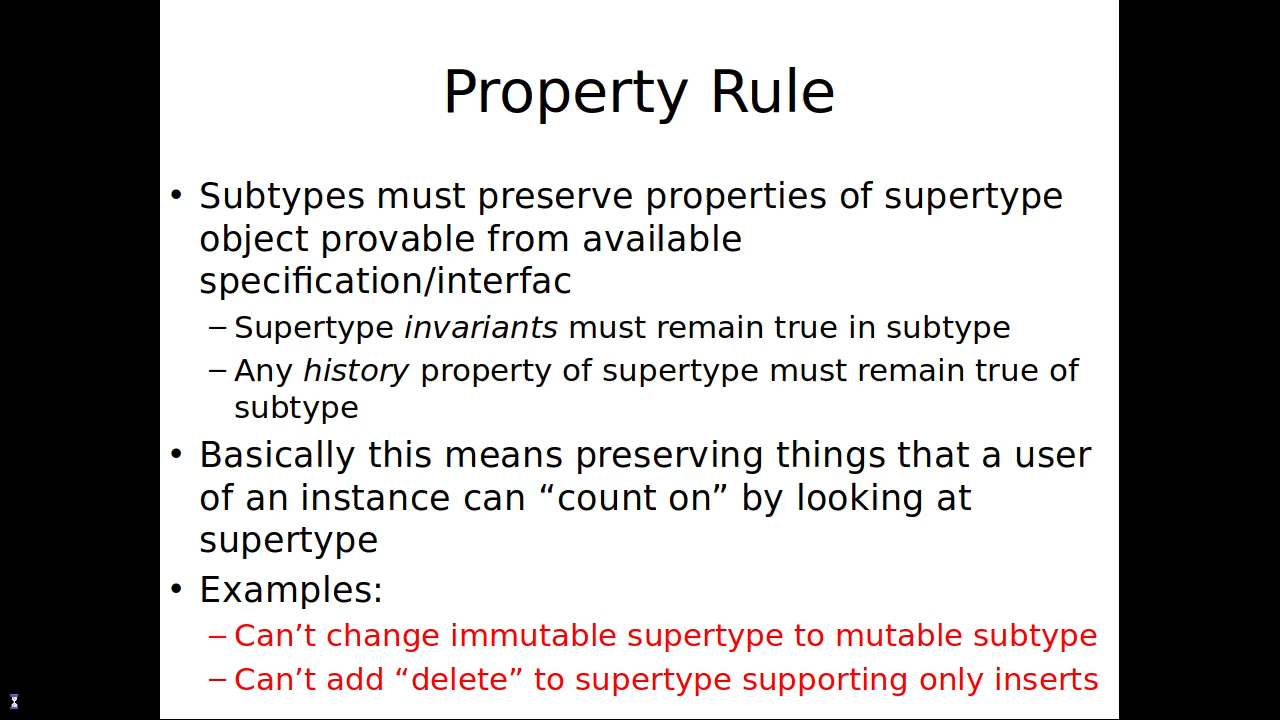 Property Rule
• Subtypes must preserve properties of supertype
object provable from available
specification/interfac
– Supertype invariants must remain true in subtype
– Any history property of supertype must remain true of
subtype
• Basically this means preserving things that a user
of an instance can “count on” by looking at
supertype
• Examples:
– Can’t change immutable supertype to mutable subtype
– Can’t add “delete” to supertype supporting only inserts